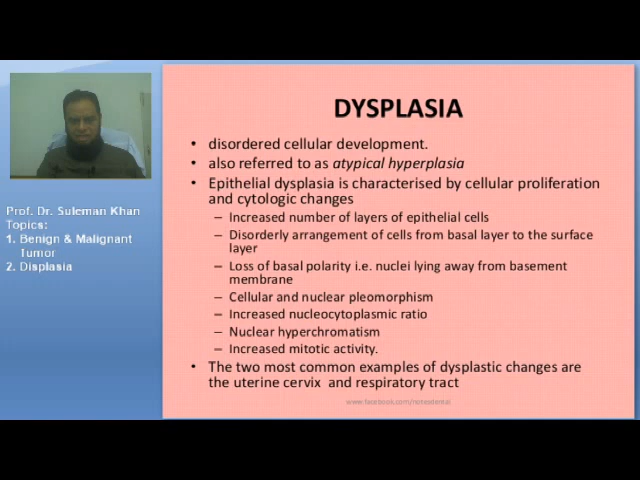 DYSPLASIA
• disordered cellular development.
• also referred to as atypical hyperplasia
• Epithelial dysplasia is characterised by cellular proliferation
and cytologic changes
– Increased number of layers of epithelial cells
– Disorderly arrangement of cells from basal layer to the surface
layer
– Loss of basal polarity i.e. nuclei lying away from basement
membrane
– Cellular and nuclear pleomorphism
– Increased nucleocytoplasmic ratio
– Nuclear hyperchromatism
– Increased mitotic activity.
• The two most common examples of dysplastic changes are
the uterine cervix and respiratory tract
www.facebook.com/notesdental
Prof. Dr. Suleman Khan
Topics:
1. Benign & Malignant
Tumor
2. Displasia